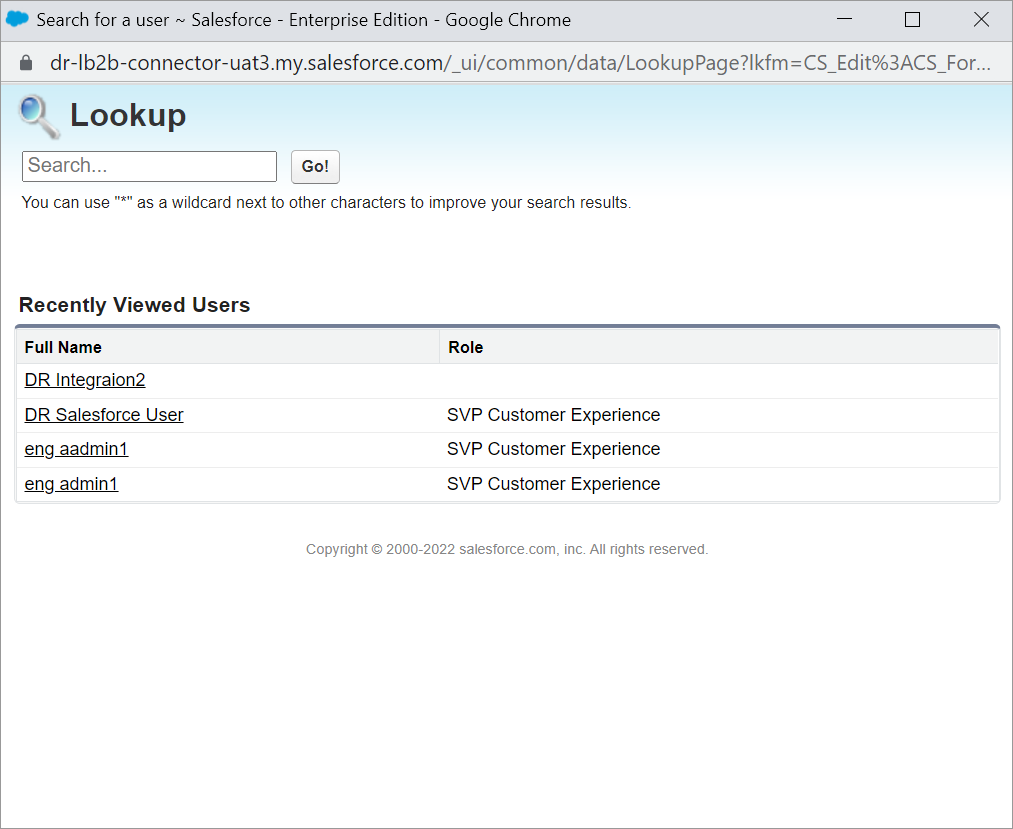 Search for a user ~ Salesforce - Enterprise Edition - Google Chrome
dr-lb2b-connector-uat3.my.salesforce.com/_ui/common/data/LookupPage?lkfm=CS_Edit%3ACS_For...
Lookup
Search...
Go!
You can use "*" as a wildcard next to other characters to improve your search results.
Recently Viewed Users
Full Name Role
DR Integraion2
DR Salesforce User SVP Customer Experience
eng aadmin1 SVP Customer Experience
eng admin1 SVP Customer Experience
Copyright © 2000-2022 salesforce.com, inc. All rights reserved.